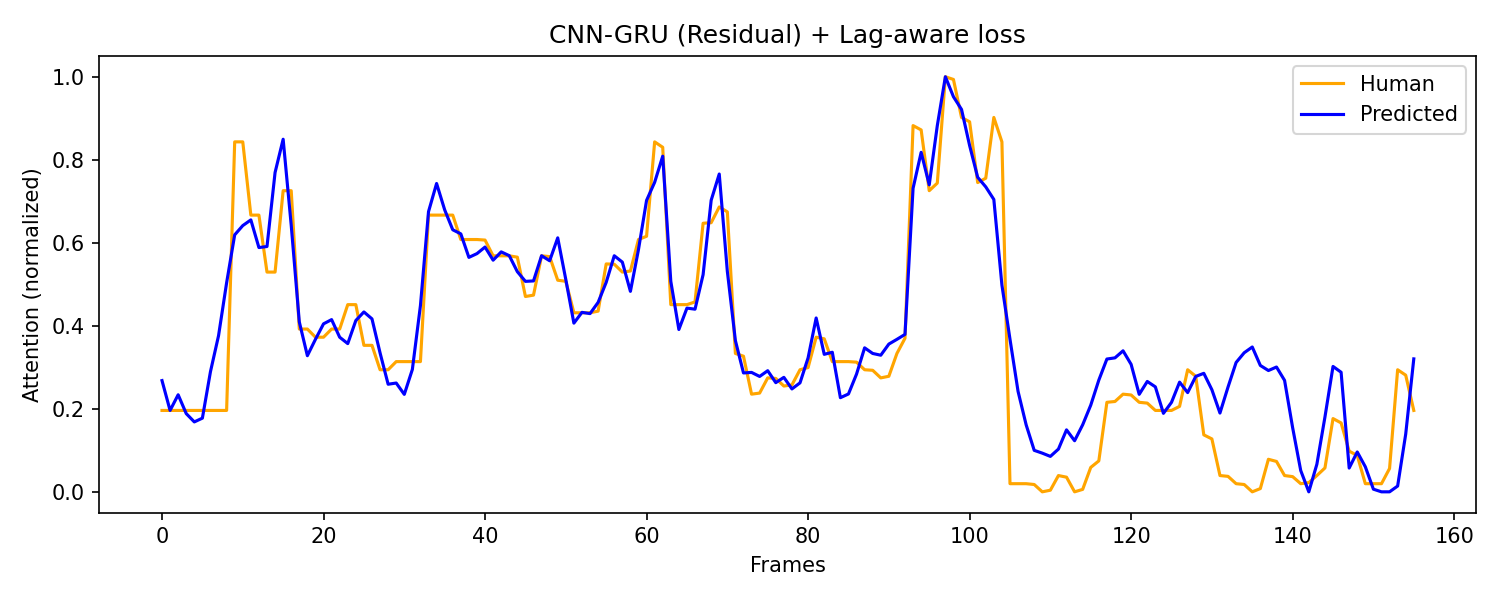 CNN-GRU (Residual) + Lag-aware loss
Human
Predicted
Attention (normalized)
1.0
0.8
0.6
0.4
0.2
0.0
0 20 40 60 80 100 120 140 160
Frames